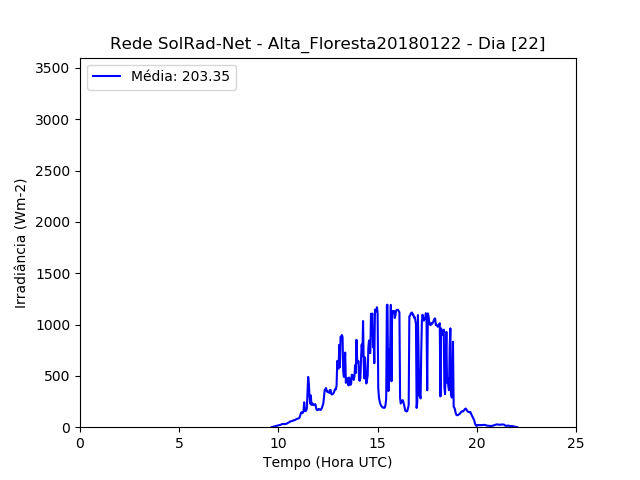 Rede SolRad-Net - Alta_Floresta20180122 - Dia [22]
Média: 203.35
Irradiância (Wm-2)
3500
3000
2500
2000
1500
1000
500
0
0 5 10 15 20 25
Tempo (Hora UTC)